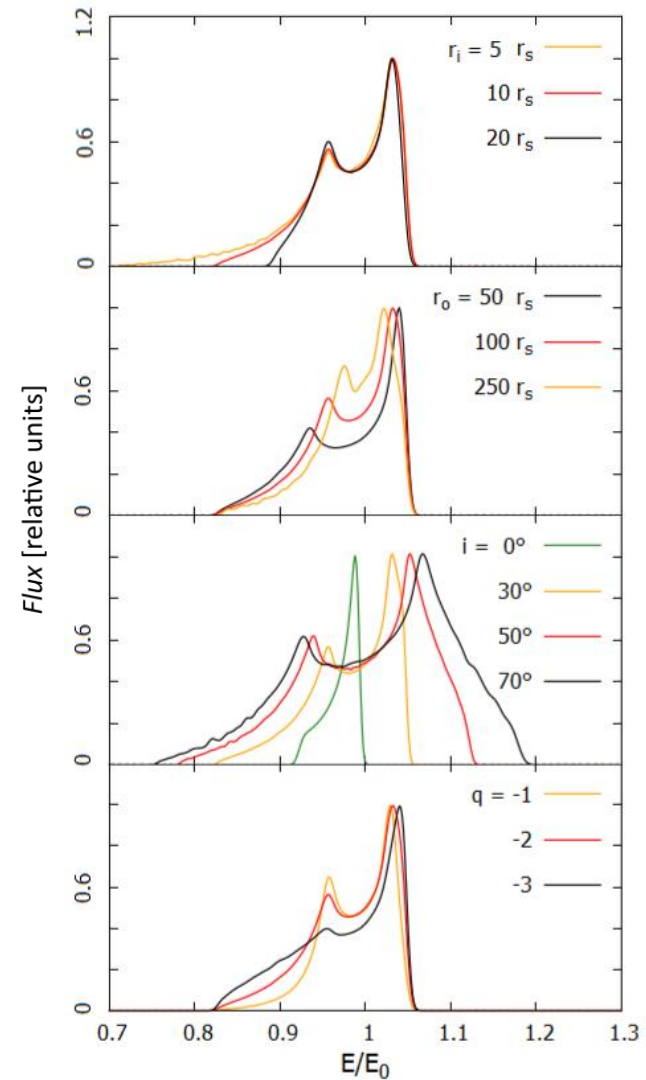 Flux [relative units]
1.2
0.6
0
r_i = 5 r_s
10 r_s
20 r_s
0.6
0
r_o = 50 r_s
100 r_s
250 r_s
0.6
0
i = 0°
30°
50°
70°
0.6
0
q = -1
-2
-3
0.7 0.8 0.9 1 1.1 1.2 1.3
E/E_0